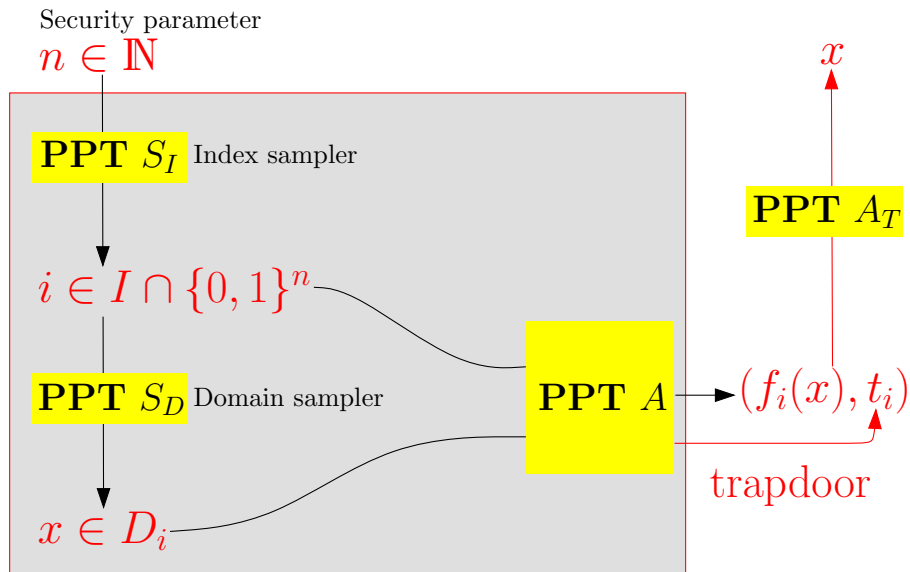 Security parameter
n ∈ ℕ
x
PPT S_I Index sampler
PPT A_T
i ∈ I ∩ {0, 1}^n
PPT S_D Domain sampler
PPT A
(f_i(x), t_i)
trapdoor
x ∈ D_i